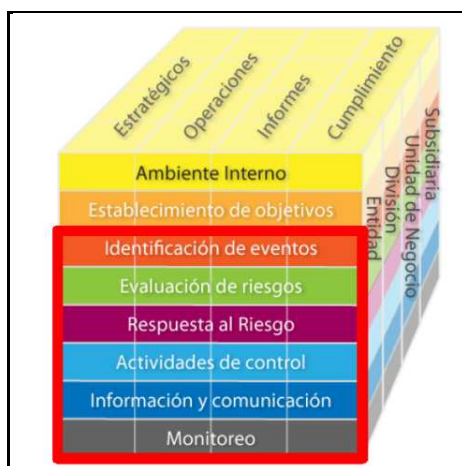 Estratégicos
Operaciones
Informes
Cumplimiento
Ambiente Interno
Establecimiento de objetivos
Identificación de eventos
Evaluación de riesgos
Respuesta al Riesgo
Actividades de control
Información y comunicación
Monitoreo
Entidad
División
Unidad de Negocio
Subsidiaria